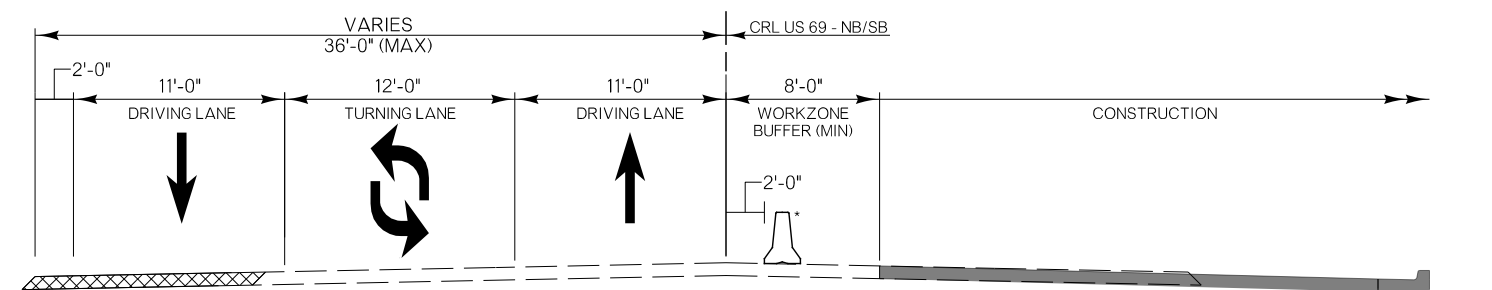 VARIES
36'-0" (MAX)
CRL US 69 - NB/SB
2'-0"
11'-0"
12'-0"
11'-0"
8'-0"
DRIVING LANE
TURNING LANE
DRIVING LANE
WORKZONE
BUFFER (MIN)
CONSTRUCTION
2'-0"
*